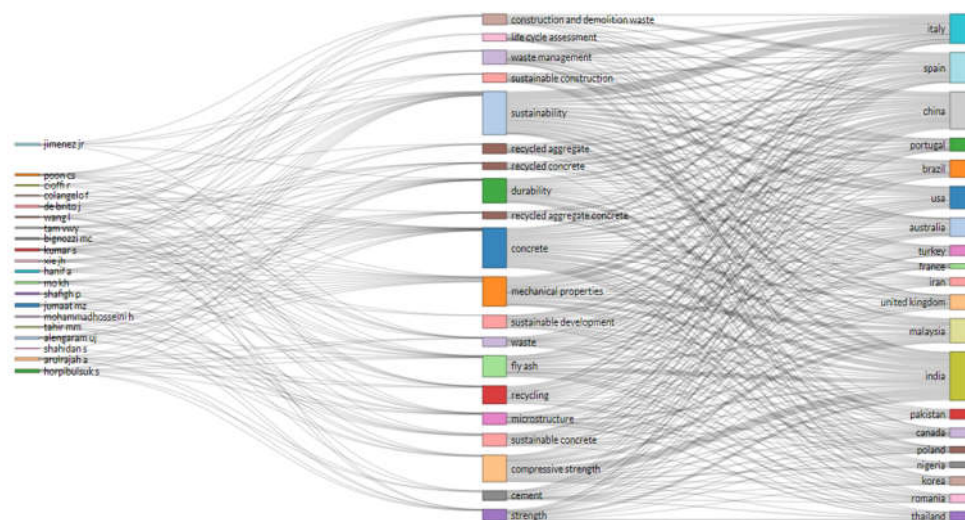 jimenez jr
poon cs
cioffi r
colangelo f
de brito j
wang l
tam vwy
bignozzi mc
kumar s
xie jh
hanif a
mo kh
shafigh p
jumaat mz
mohammadhosseini h
tahir mm
alengaram uj
shahidan s
arulrajah a
horpibulsuk s
construction and demolition waste
life cycle assessment
waste management
sustainable construction
sustainability
recycled aggregate
recycled concrete
durability
recycled aggregate concrete
concrete
mechanical properties
sustainable development
waste
fly ash
recycling
microstructure
sustainable concrete
compressive strength
cement
strength
italy
spain
china
portugal
brazil
usa
australia
turkey
france
iran
united kingdom
malaysia
india
pakistan
canada
poland
nigeria
korea
romania
thailand